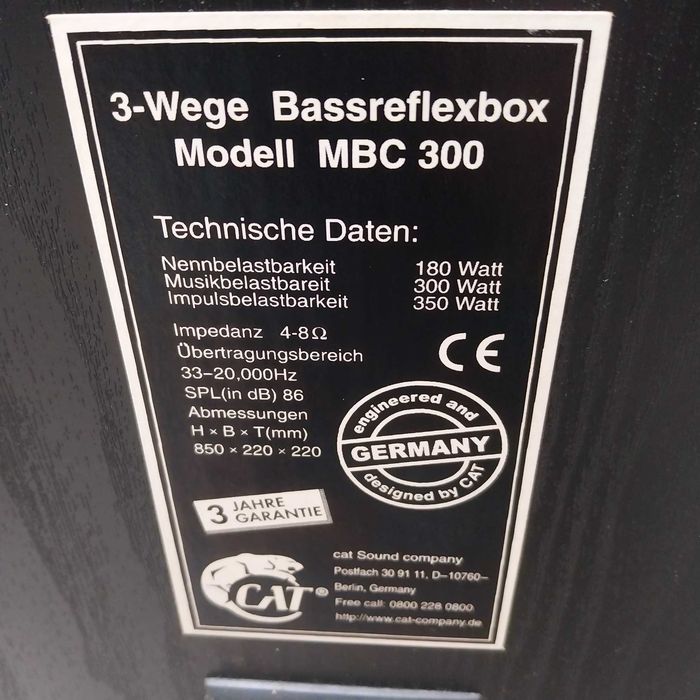 3-Wege Bassreflexbox
Modell MBC 300
Technische Daten:
Nennbelastbarkeit 180 Watt
Musikbelastbareit 300 Watt
Impulsbelastbarkeit 350 Watt
Impedanz 4-8Ω
Übertragungsbereich
33-20,000Hz
SPL(in dB) 86
Abmessungen
H × B × T(mm)
850 × 220 × 220
CE
engineered and
GERMANY
designed by CAT
3 JAHRE
GARANTIE
CAT®
cat Sound company
Postfach 30 91 11, D-10760-
Berlin, Germany
Free call: 0800 228 0800
http://www.cat-company.de